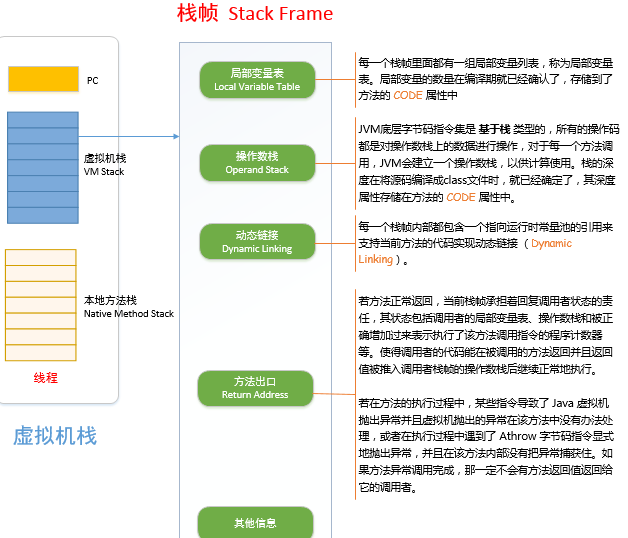 栈帧 Stack Frame
PC
虚拟机栈
VM Stack
本地方法栈
Native Method Stack
线程
虚拟机栈
局部变量表
Local Variable Table
每一个栈帧里面都有一组局部变量列表，称为局部变量
表。局部变量的数量在编译期就已经确认了，存储到了
方法的 CODE 属性中
操作数栈
Operand Stack
JVM底层字节码指令集是 基于栈 类型的，所有的操作码
都是对操作数栈上的数据进行操作，对于每一个方法调
用，JVM会建立一个操作数栈，以供计算使用。栈的深
度在将源码编译成class文件时，就已经确定了，其深度
属性存储在方法的 CODE 属性中。
动态链接
Dynamic Linking
每一个栈帧内部都包含一个指向运行时常量池的引用来
支持当前方法的代码实现动态链接 （Dynamic
Linking）。
方法出口
Return Address
若方法正常返回，当前栈帧承担着回复调用者状态的责
任，其状态包括调用者的局部变量表、操作数栈和被正
确增加过来表示执行了该方法调用指令的程序计数器
等。使得调用者的代码能在被调用的方法返回并且返回
值被推入调用者栈帧的操作数栈后继续正常地执行。
若在方法的执行过程中，某些指令导致了 Java 虚拟机
抛出异常并且虚拟机抛出的异常在该方法中没有办法处
理，或者在执行过程中遇到了 Athrow 字节码指令显式
地抛出异常，并且在该方法内部没有把异常捕获住。如
果方法异常调用完成，那一定不会有方法返回值返回给
它的调用者。
其他信息